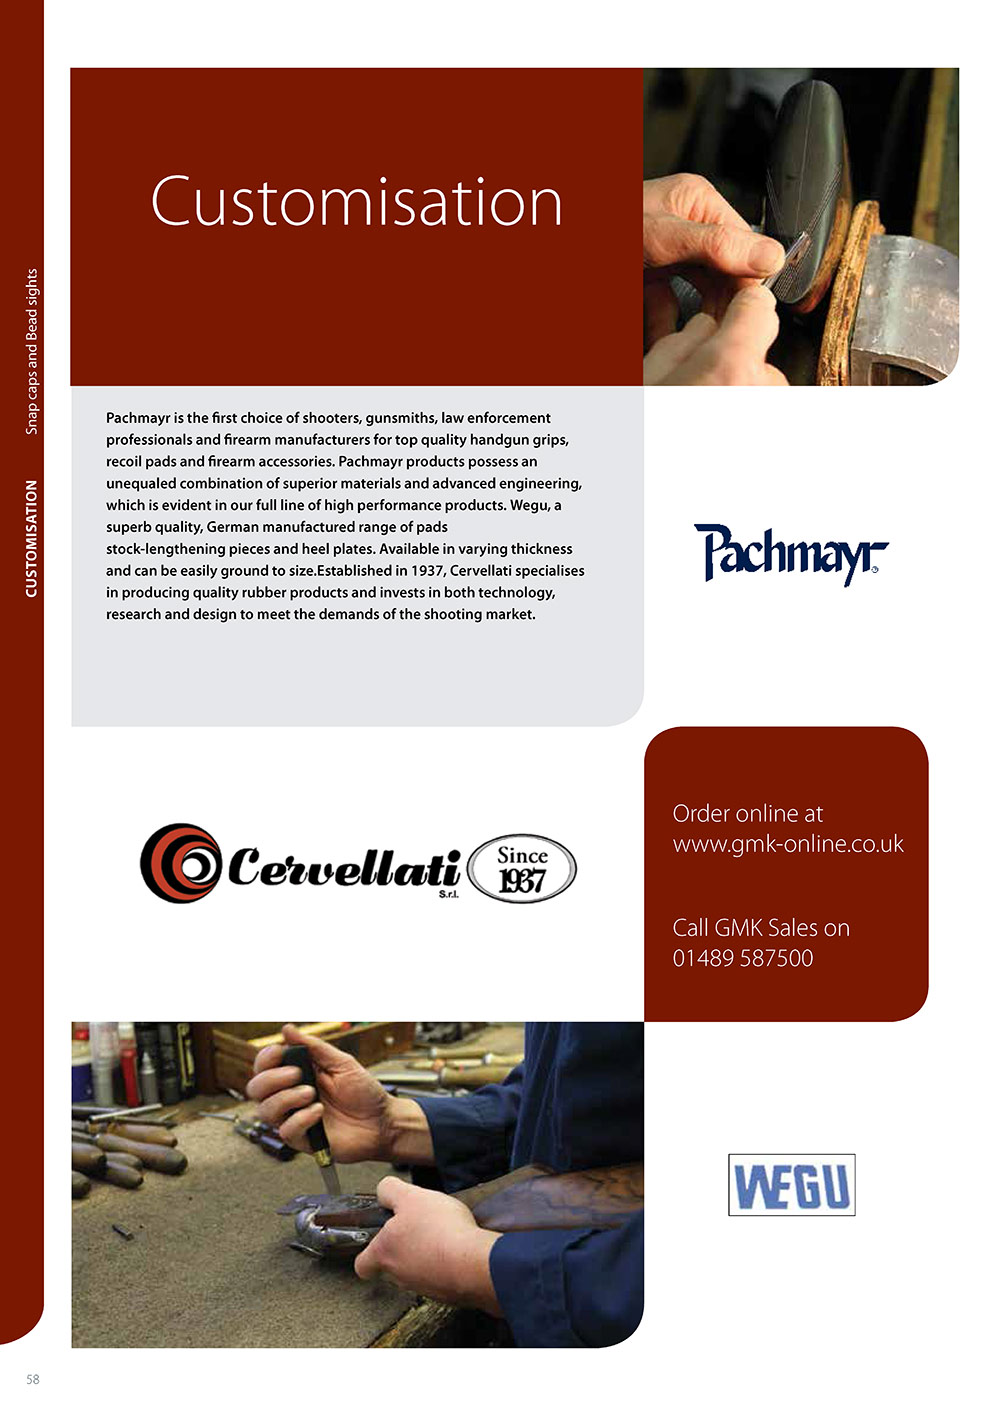 Customisation
Snap caps and Bead sights
CUSTOMISATION
Pachmayr is the first choice of shooters, gunsmiths, law enforcement
professionals and firearm manufacturers for top quality handgun grips,
recoil pads and firearm accessories. Pachmayr products possess an
unequaled combination of superior materials and advanced engineering,
which is evident in our full line of high performance products. Wegu, a
superb quality, German manufactured range of pads
stock-lengthening pieces and heel plates. Available in varying thickness
and can be easily ground to size.Established in 1937, Cervellati specialises
in producing quality rubber products and invests in both technology,
research and design to meet the demands of the shooting market.
Pachmayr®
Cervellati
S.r.l.
Since
1937
Order online at
www.gmk-online.co.uk
Call GMK Sales on
01489 587500
WEGU
58